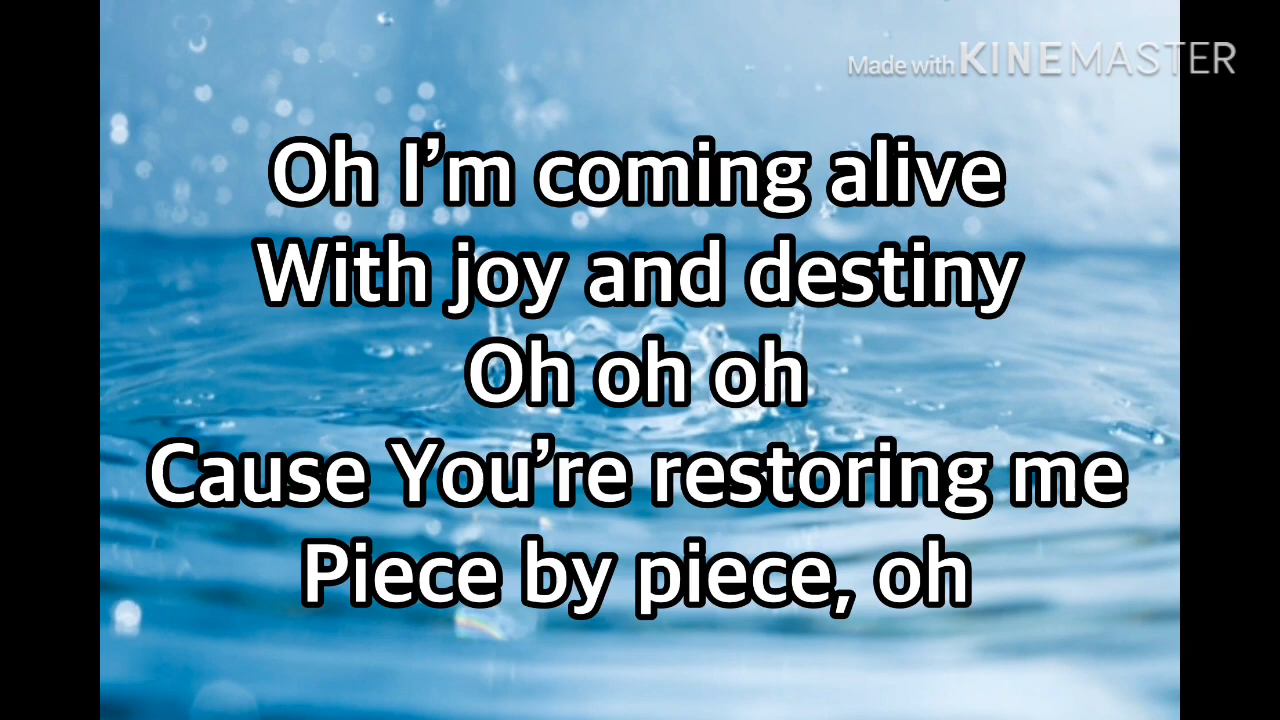 Made with KINEMASTER
Oh I’m coming alive
With joy and destiny
Oh oh oh
Cause You’re restoring me
Piece by piece, oh